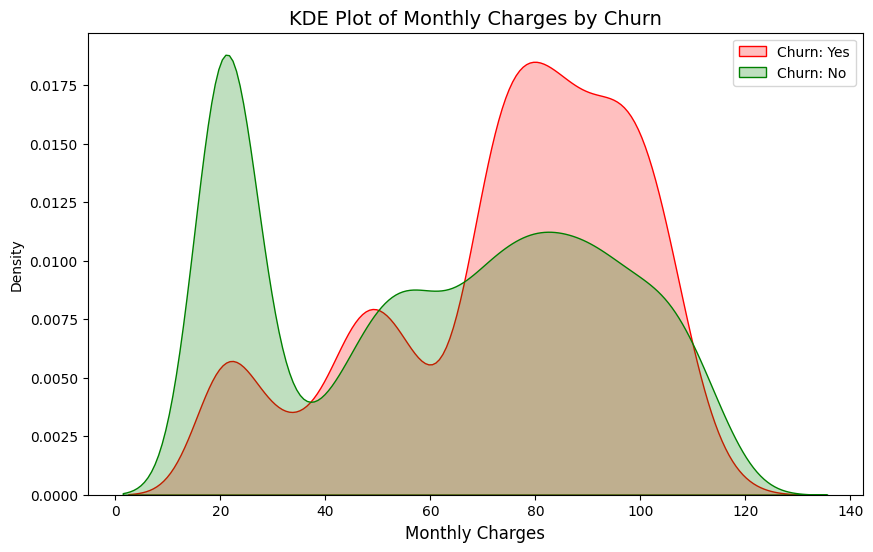 KDE Plot of Monthly Charges by Churn
Churn: Yes
Churn: No
Density
0.0175
0.0150
0.0125
0.0100
0.0075
0.0050
0.0025
0.0000
0 20 40 60 80 100 120 140
Monthly Charges